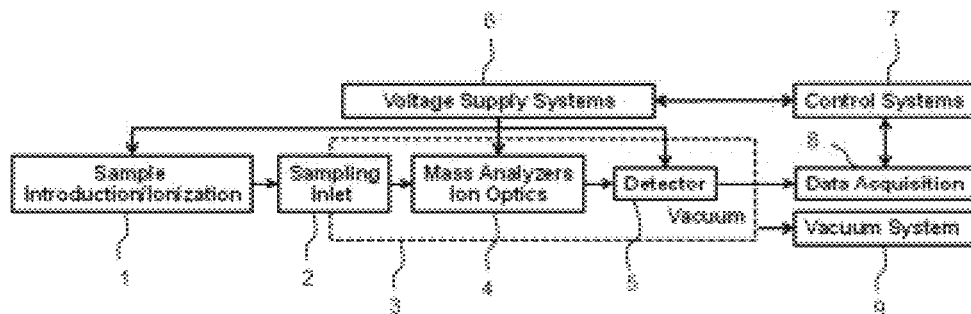 6
7
Voltage Supply Systems
Control Systems
8
Sample
Introduction/Ionization
Sampling
Inlet
Mass Analyzers
Ion Optics
Detector
Data Acquisition
Vacuum
Vacuum System
1
2
3
4
5
9